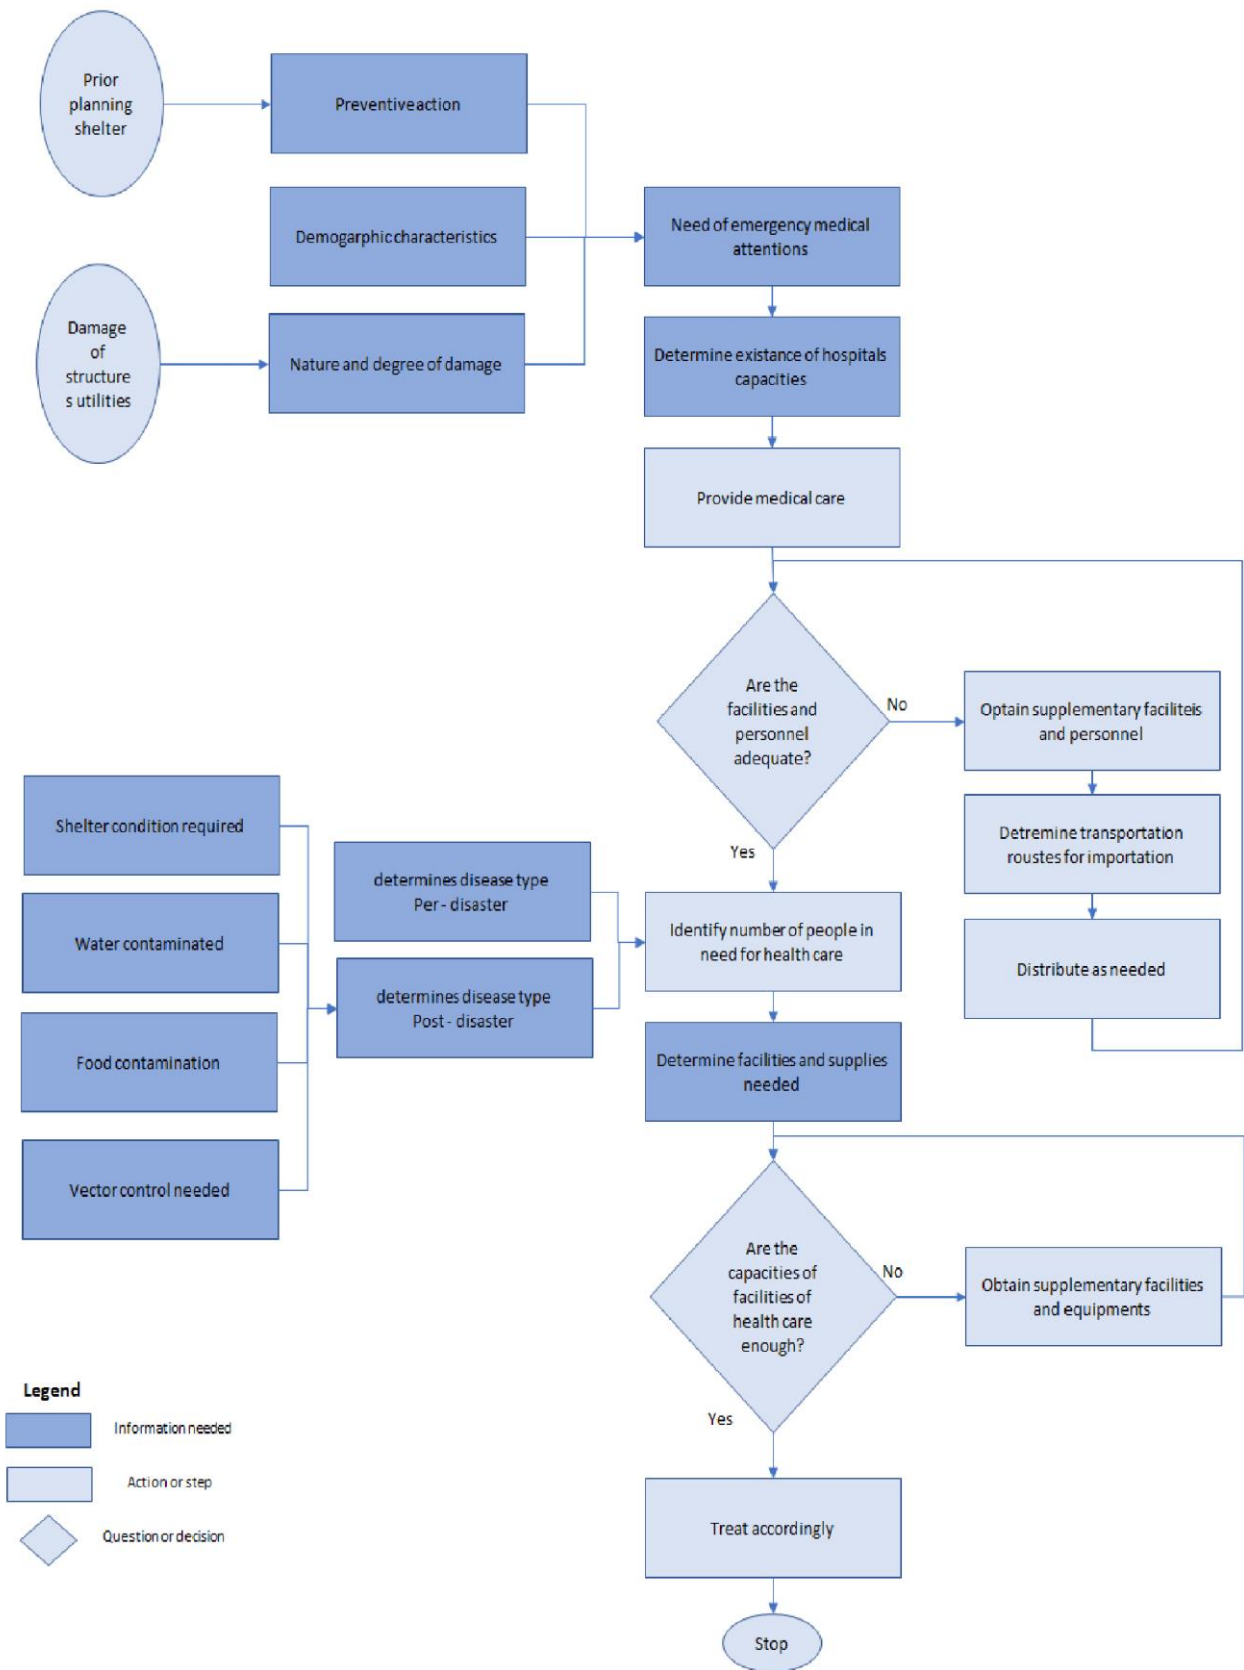 Prior
planning
shelter
Preventive action
Demogarphic characteristics
Need of emergency medical
attentions
Damage
of
structure
s utilities
Nature and degree of damage
Determine existance of hospitals
capacities
Provide medical care
Are the
facilities and
personnel
adequate?
No
Optain supplementary faciliteis
and personnel
Yes
Detremine transportation
roustes for importation
Distribute as needed
Shelter condition required
Water contaminated
Food contamination
Vector control needed
determines disease type
Per - disaster
determines disease type
Post - disaster
Identify number of people in
need for health care
Determine facilities and supplies
needed
Are the
capacities of
facilities of
health care
enough?
No
Obtain supplementary facilities
and equipments
Yes
Treat accordingly
Stop
Legend
Information needed
Action or step
Question or decision